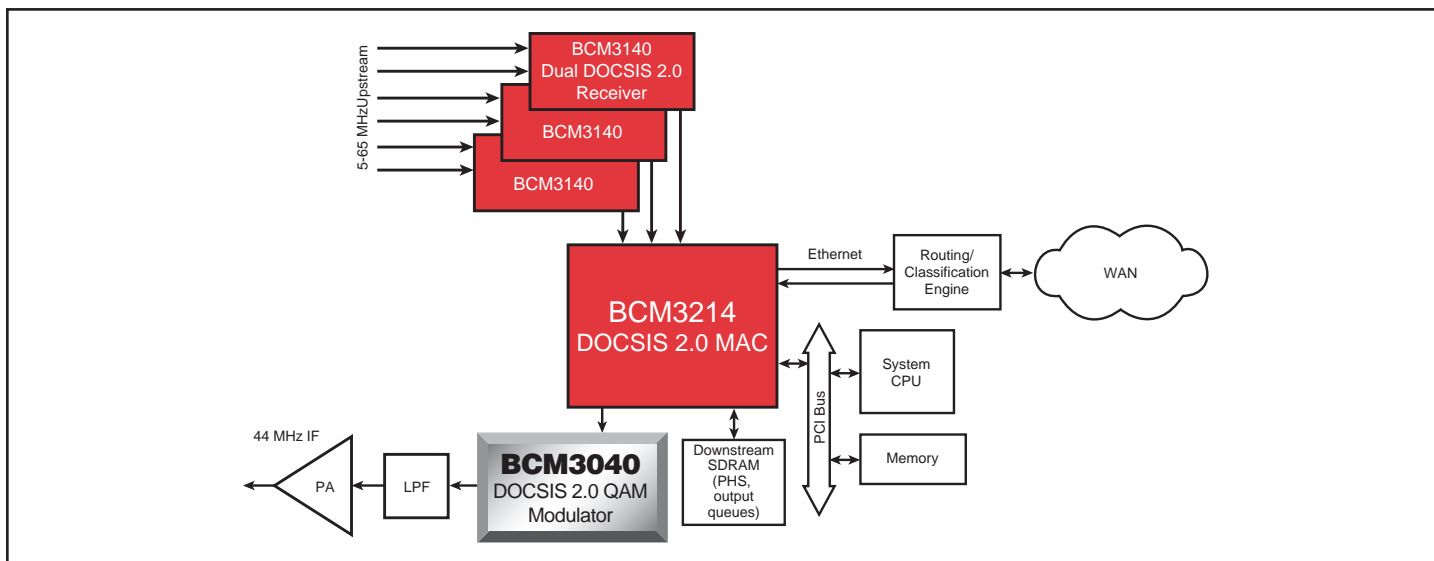 5-65 MHzUpstream
BCM3140
Dual DOCSIS 2.0
Receiver
BCM3140
BCM3140
BCM3214
DOCSIS 2.0 MAC
Ethernet
Routing/
Classification
Engine
WAN
PCI Bus
System
CPU
Memory
44 MHz IF
PA
LPF
BCM3040
DOCSIS 2.0 QAM
Modulator
Downstream
SDRAM
(PHS,
output
queues)